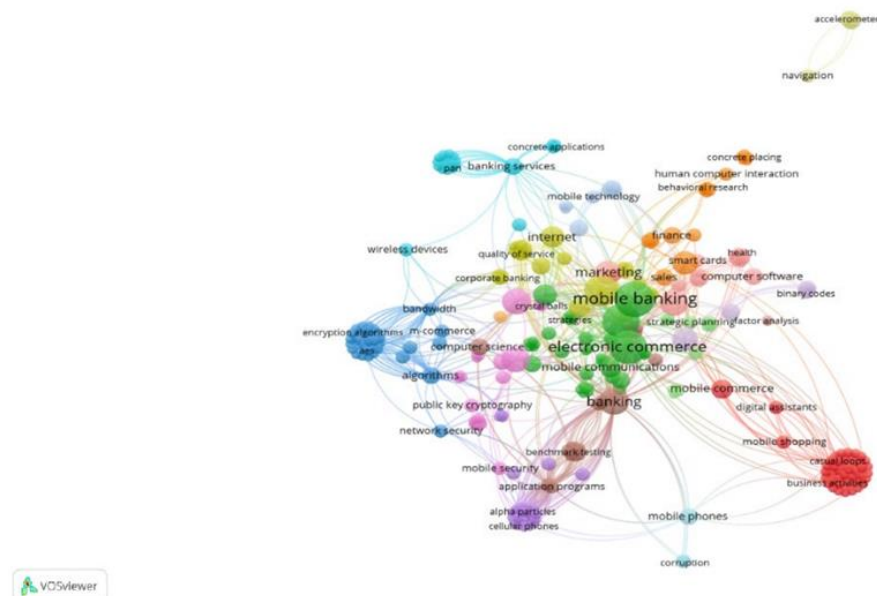 accelerometer
navigation
concrete applications
concrete placing
pan
banking services
human computer interaction
behavioral research
mobile technology
internet
finance
wireless devices
quality of service
health
smart cards
marketing
corporate banking
sales
computer software
mobile banking
binary codes
crystal balls
bandwidth
strategies
strategic planning
factor analysis
encryption algorithms
m-commerce
aes
computer science
electronic commerce
mobile communications
algorithms
mobile commerce
banking
public key cryptography
digital assistants
network security
mobile shopping
benchmark testing
casual loops
mobile security
business activities
application programs
alpha particles
mobile phones
cellular phones
corruption
VOSviewer